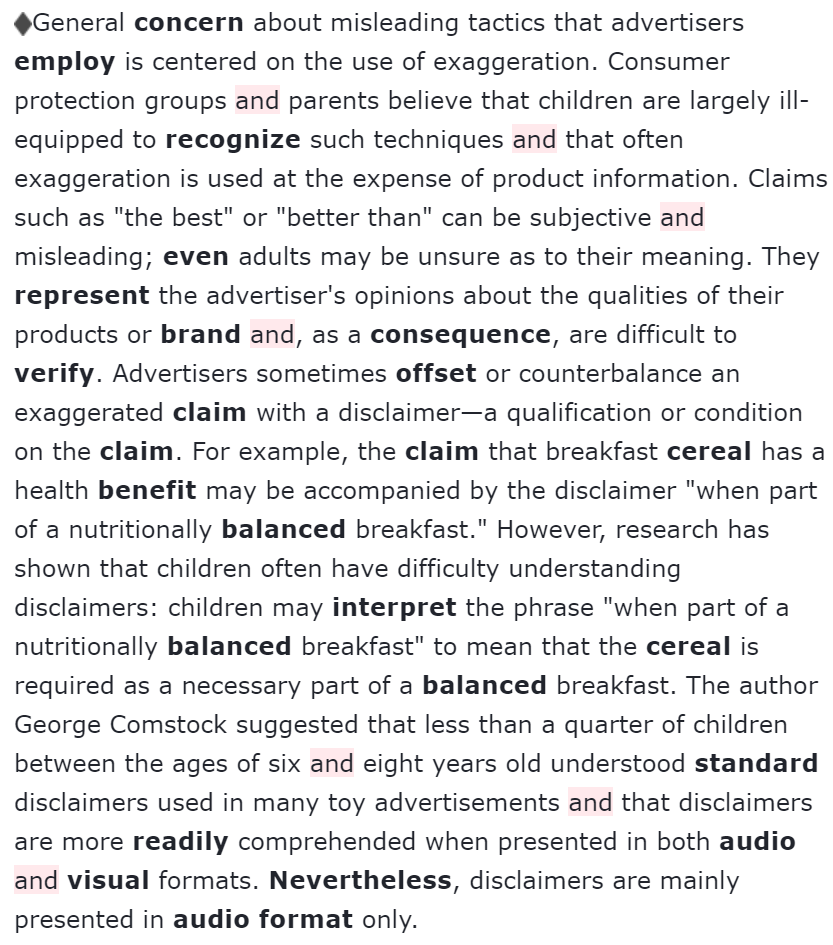 ♦General concern about misleading tactics that advertisers
employ is centered on the use of exaggeration. Consumer
protection groups and parents believe that children are largely ill-
equipped to recognize such techniques and that often
exaggeration is used at the expense of product information. Claims
such as "the best" or "better than" can be subjective and
misleading; even adults may be unsure as to their meaning. They
represent the advertiser's opinions about the qualities of their
products or brand and, as a consequence, are difficult to
verify. Advertisers sometimes offset or counterbalance an
exaggerated claim with a disclaimer—a qualification or condition
on the claim. For example, the claim that breakfast cereal has a
health benefit may be accompanied by the disclaimer "when part
of a nutritionally balanced breakfast." However, research has
shown that children often have difficulty understanding
disclaimers: children may interpret the phrase "when part of a
nutritionally balanced breakfast" to mean that the cereal is
required as a necessary part of a balanced breakfast. The author
George Comstock suggested that less than a quarter of children
between the ages of six and eight years old understood standard
disclaimers used in many toy advertisements and that disclaimers
are more readily comprehended when presented in both audio
and visual formats. Nevertheless, disclaimers are mainly
presented in audio format only.